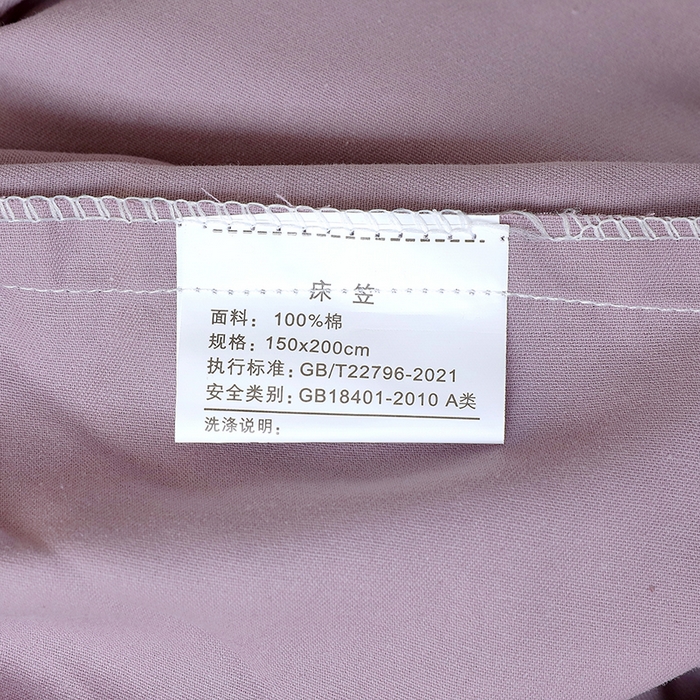 床 笠
面料：100%棉
规格：150x200cm
执行标准：GB/T22796-2021
安全类别：GB18401-2010 A类
洗涤说明：